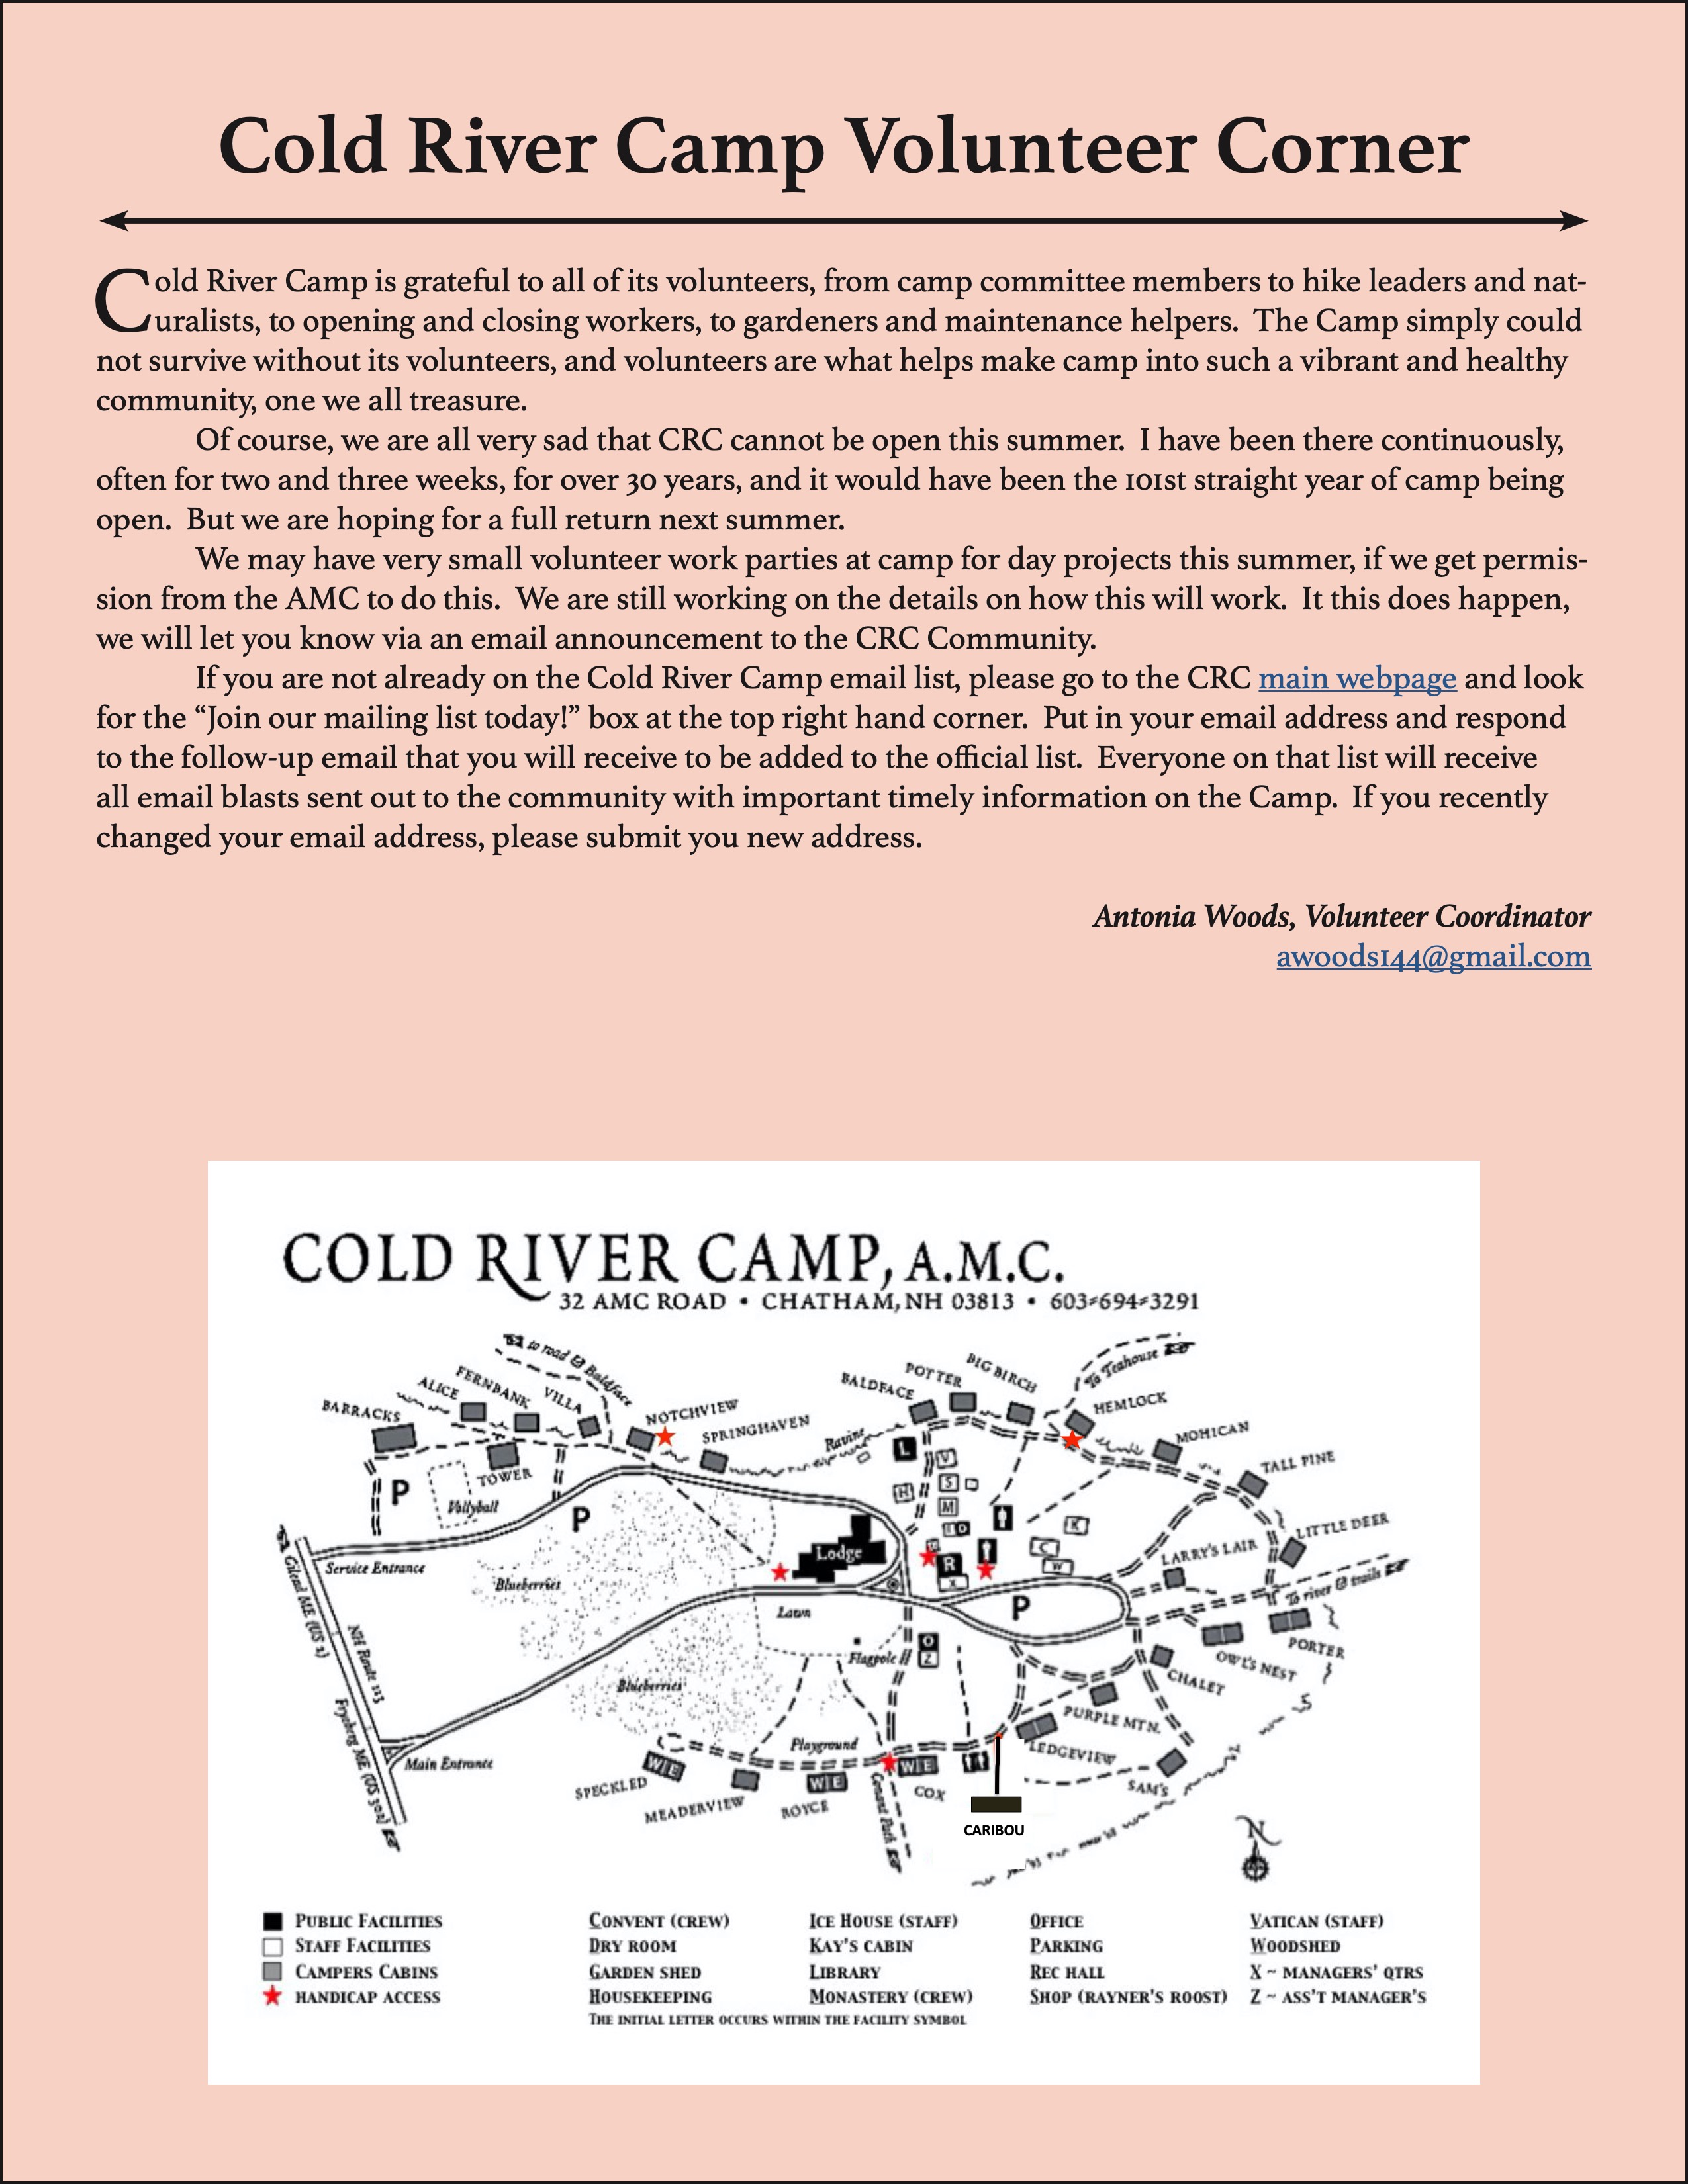 Cold River Camp Volunteer Corner
Cold River Camp is grateful to all of its volunteers, from camp committee members to hike leaders and nat-
uralists, to opening and closing workers, to gardeners and maintenance helpers.  The Camp simply could
not survive without its volunteers, and volunteers are what helps make camp into such a vibrant and healthy
community, one we all treasure.
Of course, we are all very sad that CRC cannot be open this summer.  I have been there continuously,
often for two and three weeks, for over 30 years, and it would have been the 101st straight year of camp being
open.  But we are hoping for a full return next summer.
We may have very small volunteer work parties at camp for day projects this summer, if we get permis-
sion from the AMC to do this.  We are still working on the details on how this will work.  It this does happen,
we will let you know via an email announcement to the CRC Community.
If you are not already on the Cold River Camp email list, please go to the CRC main webpage and look
for the “Join our mailing list today!” box at the top right hand corner.  Put in your email address and respond
to the follow-up email that you will receive to be added to the official list.  Everyone on that list will receive
all email blasts sent out to the community with important timely information on the Camp.  If you recently
changed your email address, please submit you new address.
Antonia Woods, Volunteer Coordinator
awoods144@gmail.com
COLD RIVER CAMP, A.M.C.
32 AMC ROAD • CHATHAM, NH 03813 • 603-694-3291
to road & Baldface
To Teahouse
BARRACKS
ALICE
FERNBANK
VILLA
NOTCHVIEW
SPRINGHAVEN
Ravine
BALDFACE
POTTER
BIG BIRCH
HEMLOCK
MOHICAN
TALL PINE
TOWER
P
Vollyball
P
L
V
S
H
M
I D
K
C
W
R
X
Lodge
LARRY'S LAIR
LITTLE DEER
Service Entrance
Blueberries
Lawn
P
To river & trails
Gilead ME (US 2)
NH Route 113
Fryeburg ME (US 302)
O
Z
Flagpole
PORTER
OWL'S NEST
CHALET
Blueberries
PURPLE MTN.
LEDGEVIEW
SAM'S
Main Entrance
Playground
W E
SPECKLED
MEADERVIEW
W E
ROYCE
W E
COX
Conant Path
CARIBOU
N
PUBLIC FACILITIES
STAFF FACILITIES
CAMPERS CABINS
HANDICAP ACCESS
CONVENT (CREW)
DRY ROOM
GARDEN SHED
HOUSEKEEPING
ICE HOUSE (STAFF)
KAY'S CABIN
LIBRARY
MONASTERY (CREW)
OFFICE
PARKING
REC HALL
SHOP (RAYNER'S ROOST)
VATICAN (STAFF)
WOODSHED
X ~ MANAGERS' QTRS
Z ~ ASS'T MANAGER'S
THE INITIAL LETTER OCCURS WITHIN THE FACILITY SYMBOL